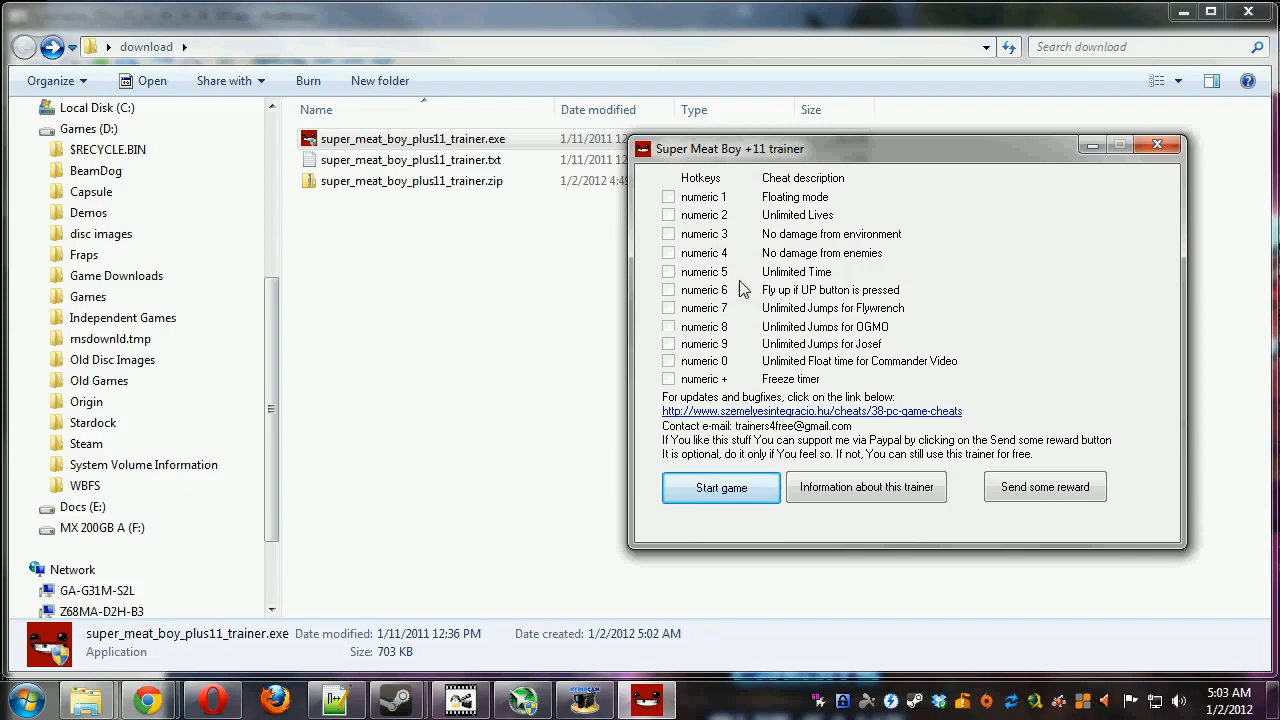 download
Search download
Organize
Open
Share with
Burn
New folder
Name
Date modified
Type
Size
Local Disk (C:)
Games (D:)
$RECYCLE.BIN
BeamDog
Capsule
Demos
disc images
Fraps
Game Downloads
Games
Independent Games
msdownld.tmp
Old Disc Images
Old Games
Origin
Stardock
Steam
System Volume Information
WBFS
Docs (E:)
MX 200GB A (F:)
Network
GA-G31M-S2L
Z68MA-D2H-B3
super_meat_boy_plus11_trainer.exe 1/11/2011 12
super_meat_boy_plus11_trainer.txt 1/11/2011 12
super_meat_boy_plus11_trainer.zip 1/2/2012 4:4
Super Meat Boy +11 trainer
Hotkeys Cheat description
numeric 1 Floating mode
numeric 2 Unlimited Lives
numeric 3 No damage from environment
numeric 4 No damage from enemies
numeric 5 Unlimited Time
numeric 6 Fly up if UP button is pressed
numeric 7 Unlimited Jumps for Flywrench
numeric 8 Unlimited Jumps for OGMO
numeric 9 Unlimited Jumps for Josef
numeric 0 Unlimited Float time for Commander Video
numeric + Freeze timer
For updates and bugfixes, click on the link below:
http://www.szemelyesintegracio.hu/cheats/38-pc-game-cheats
Contact e-mail: trainers4free@gmail.com
If You like this stuff You can support me via Paypal by clicking on the Send some reward button
It is optional, do it only if You feel so. If not, You can still use this trainer for free.
Start game
Information about this trainer
Send some reward
super_meat_boy_plus11_trainer.exe Date modified: 1/11/2011 12:36 PM Date created: 1/2/2012 5:02 AM
Application Size: 703 KB
HYPERCAM
5:03 AM
1/2/2012